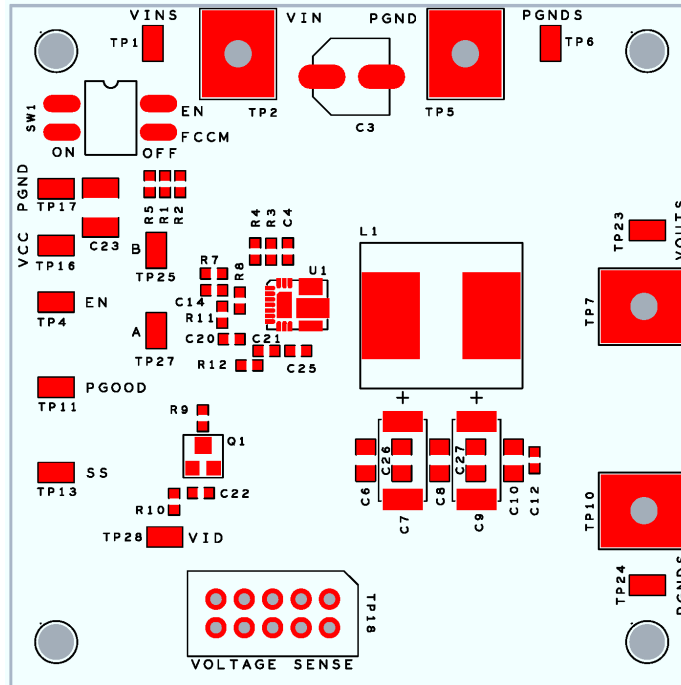 VINS
VIN
PGND
PGNDS
TP1
TP6
TP2
TP5
C3
SW1
EN
FCCM
ON
OFF
PGND
TP17
C23
R5
R1
R2
VCC
TP16
B
TP25
R4
R3
C4
L1
TP23
VOUTS
R7
R8
U1
C14
EN
TP4
R11
A
TP27
C20
C21
C25
R12
TP7
TP11
PGOOD
+
+
R9
Q1
C26
C27
TP13
SS
C6
C7
C8
C9
C10
C12
R10
C22
TP10
TP28
VID
TP24
PGNDS
TP18
VOLTAGE SENSE